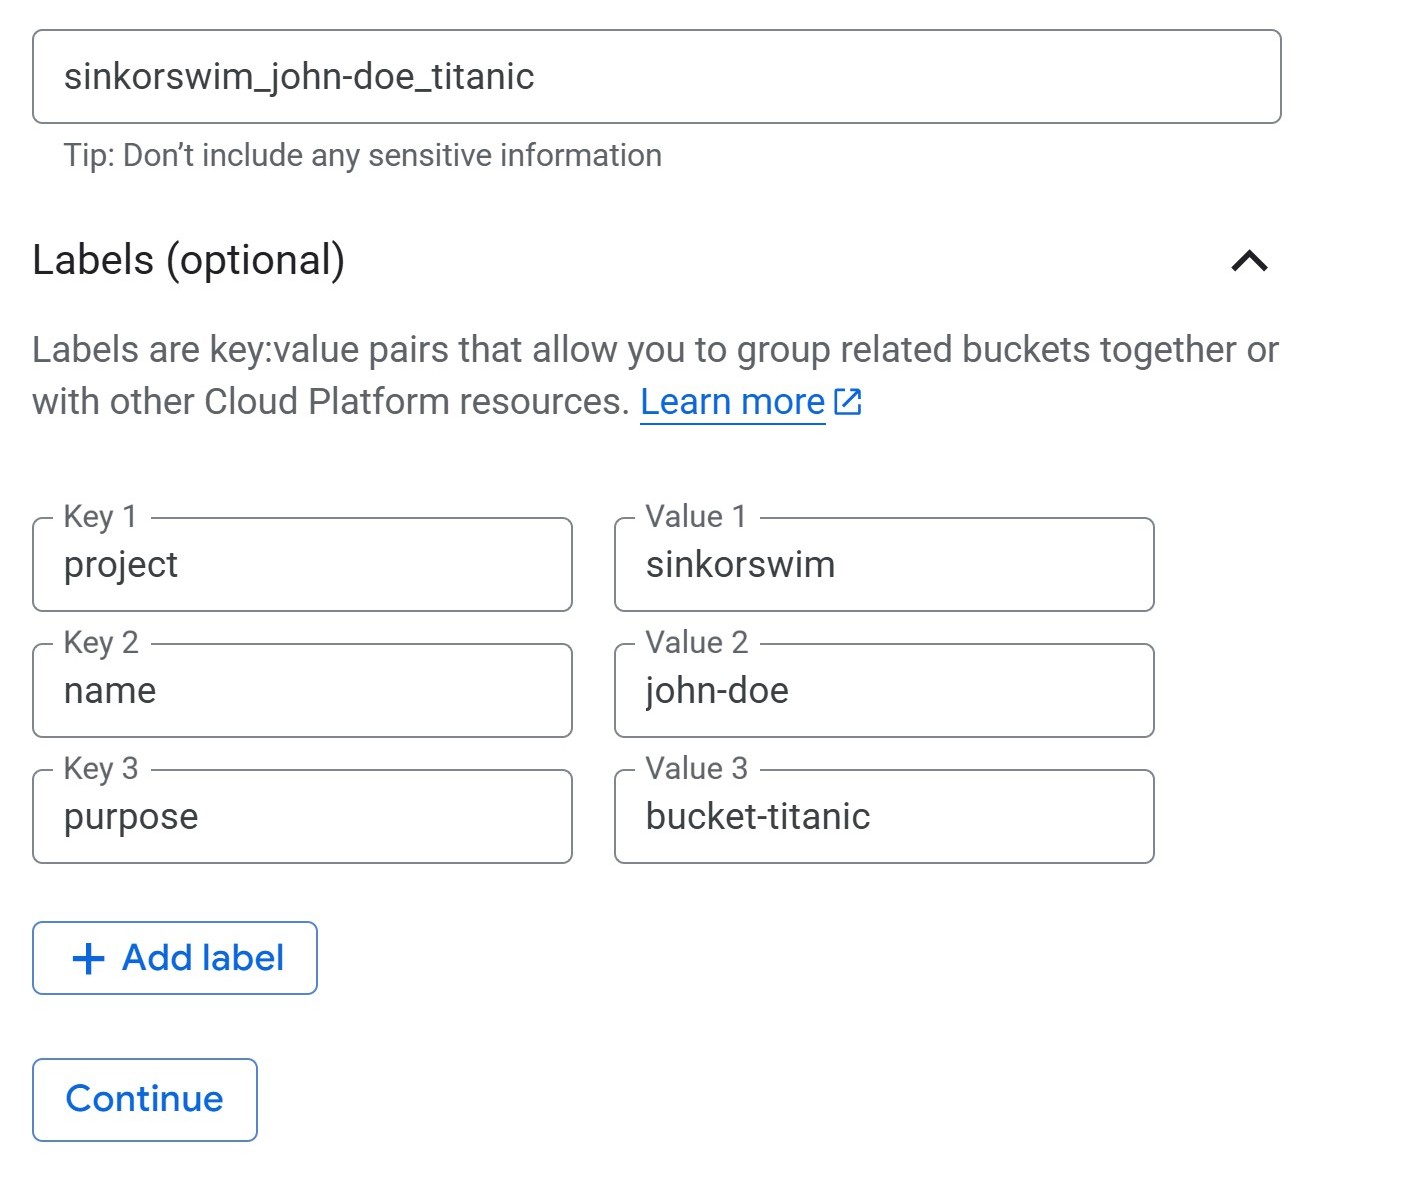 sinkorswim_john-doe_titanic
Tip: Don’t include any sensitive information
Labels (optional)
Labels are key:value pairs that allow you to group related buckets together or
with other Cloud Platform resources. Learn more
Key 1
project
Value 1
sinkorswim
Key 2
name
Value 2
john-doe
Key 3
purpose
Value 3
bucket-titanic
+ Add label
Continue